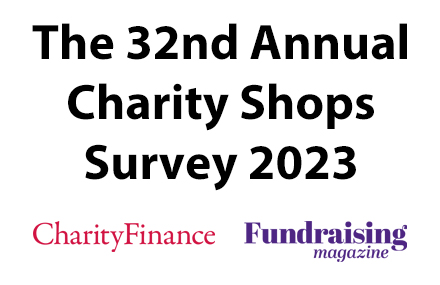 The 32nd Annual
Charity Shops
Survey 2023
CharityFinance
Fundraising
magazine